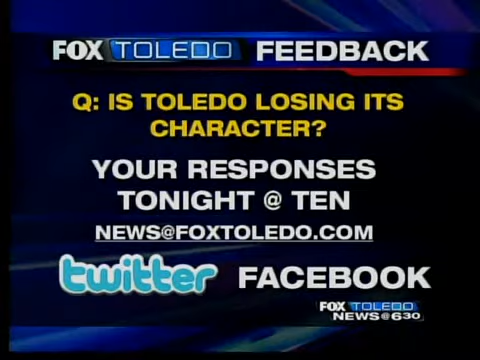 FOX TOLEDO FEEDBACK
Q: IS TOLEDO LOSING ITS
CHARACTER?
YOUR RESPONSES
TONIGHT @ TEN
NEWS@FOXTOLEDO.COM
twitter FACEBOOK
FOX TOLEDO
NEWS@630